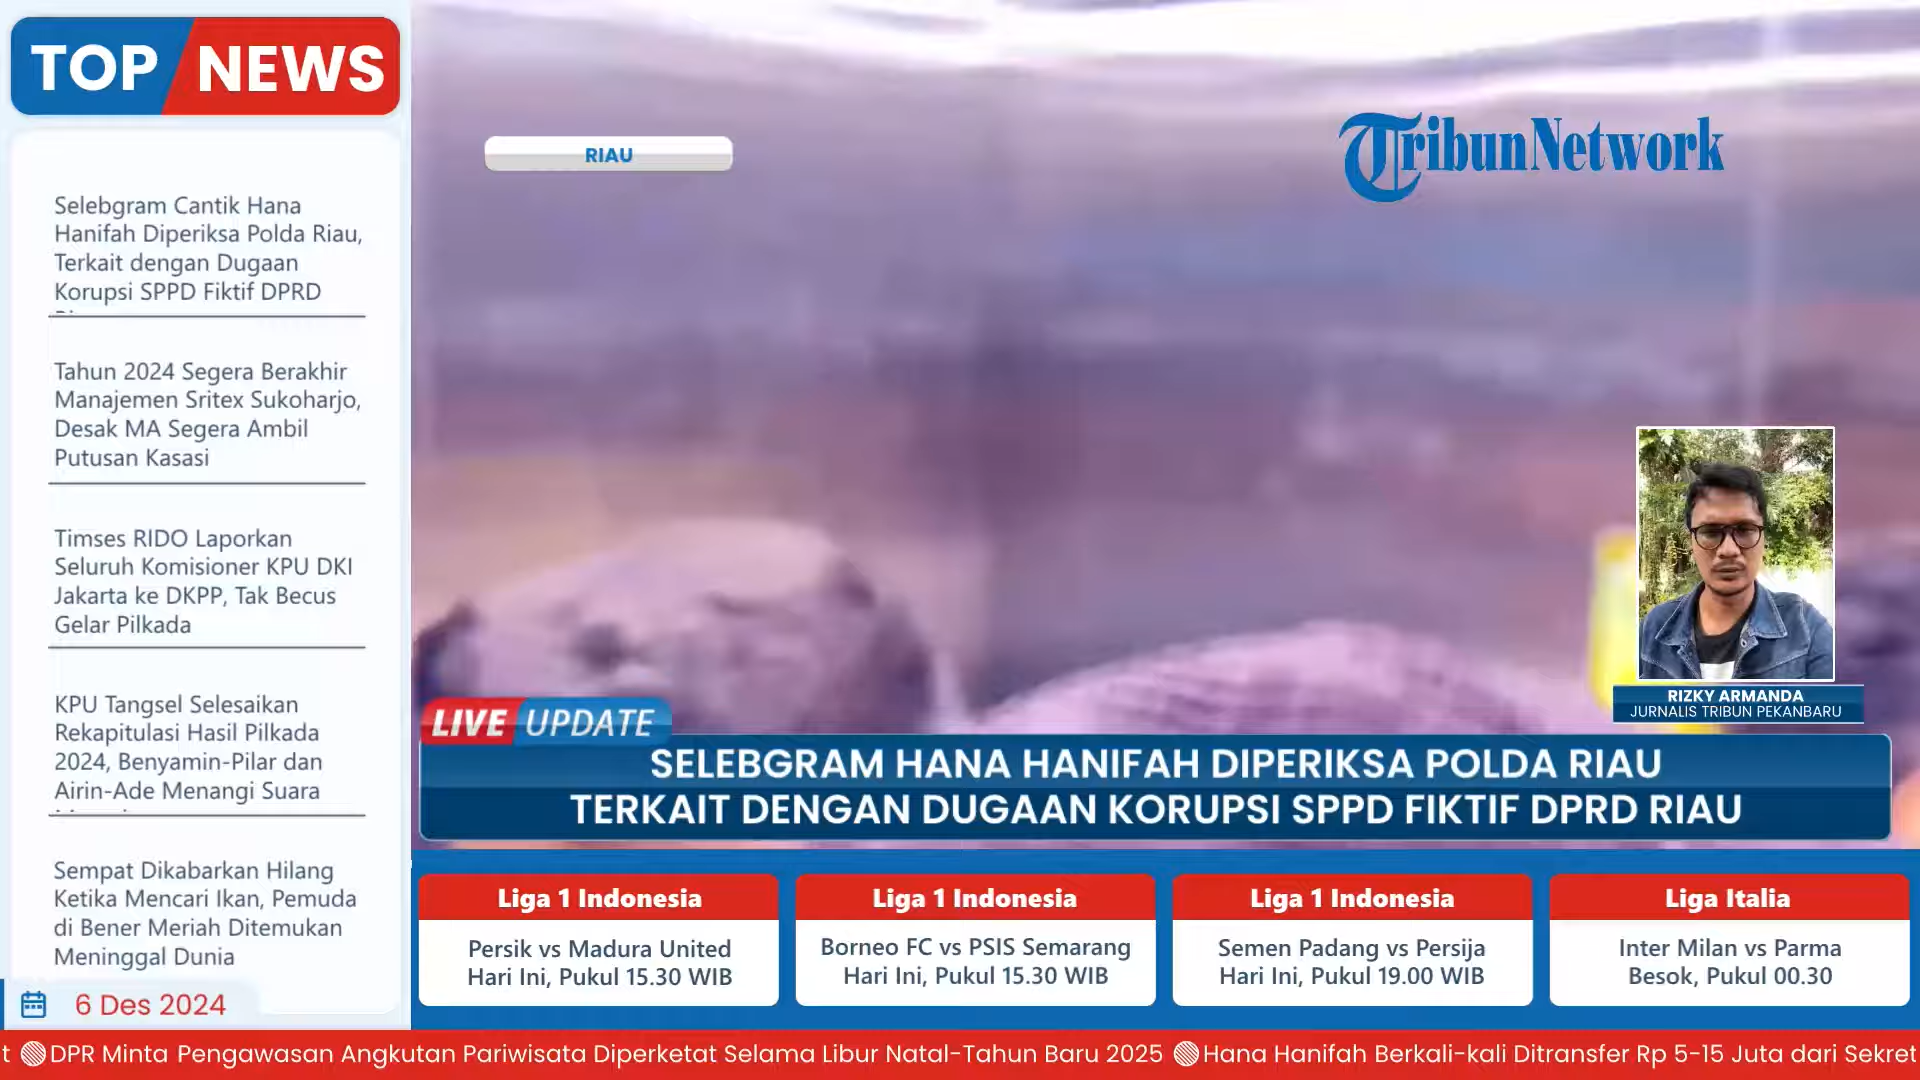 TOP NEWS
Selebgram Cantik Hana
Hanifah Diperiksa Polda Riau,
Terkait dengan Dugaan
Korupsi SPPD Fiktif DPRD
Tahun 2024 Segera Berakhir
Manajemen Sritex Sukoharjo,
Desak MA Segera Ambil
Putusan Kasasi
Timses RIDO Laporkan
Seluruh Komisioner KPU DKI
Jakarta ke DKPP, Tak Becus
Gelar Pilkada
KPU Tangsel Selesaikan
Rekapitulasi Hasil Pilkada
2024, Benyamin-Pilar dan
Airin-Ade Menangi Suara
Sempat Dikabarkan Hilang
Ketika Mencari Ikan, Pemuda
di Bener Meriah Ditemukan
Meninggal Dunia
6 Des 2024
RIAU
TribunNetwork
RIZKY ARMANDA
JURNALIS TRIBUN PEKANBARU
LIVE UPDATE
SELEBGRAM HANA HANIFAH DIPERIKSA POLDA RIAU
TERKAIT DENGAN DUGAAN KORUPSI SPPD FIKTIF DPRD RIAU
Liga 1 Indonesia
Persik vs Madura United
Hari Ini, Pukul 15.30 WIB
Liga 1 Indonesia
Borneo FC vs PSIS Semarang
Hari Ini, Pukul 15.30 WIB
Liga 1 Indonesia
Semen Padang vs Persija
Hari Ini, Pukul 19.00 WIB
Liga Italia
Inter Milan vs Parma
Besok, Pukul 00.30
t DPR Minta Pengawasan Angkutan Pariwisata Diperketat Selama Libur Natal-Tahun Baru 2025 Hana Hanifah Berkali-kali Ditransfer Rp 5-15 Juta dari Sekret